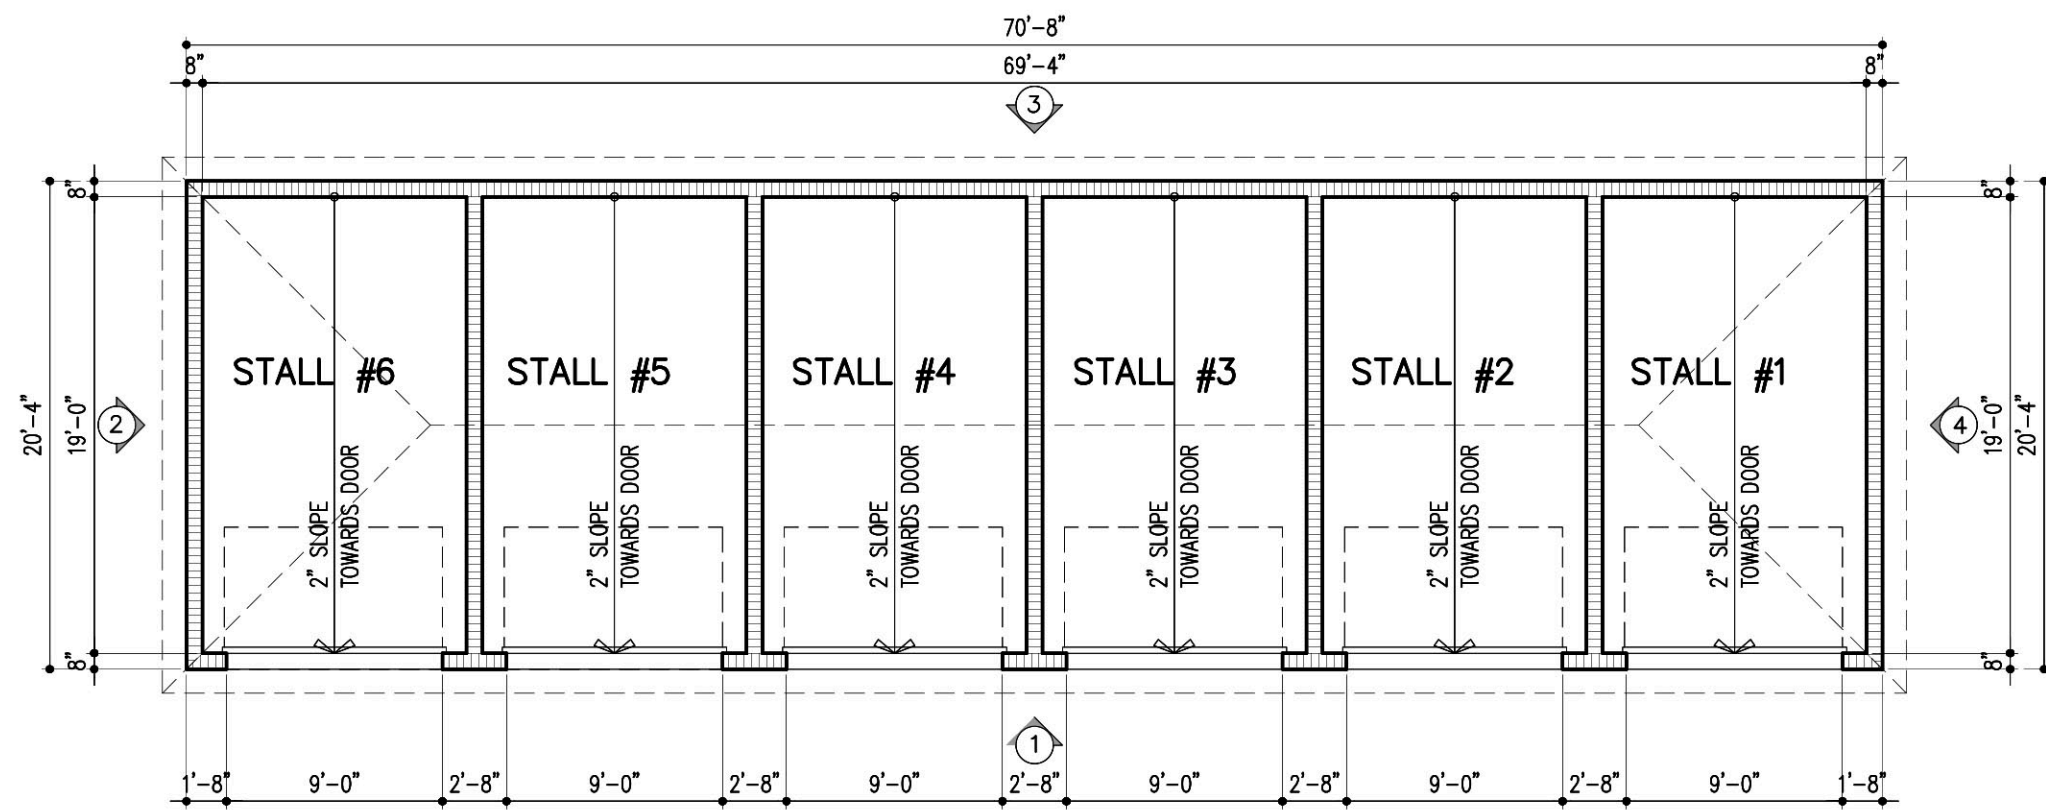 70'-8"
8" 69'-4" 8"
3
8" 8"
STALL #6 STALL #5 STALL #4 STALL #3 STALL #2 STALL #1
20'-4" 19'-0" 2 4 19'-0" 20'-4"
2" SLOPE
TOWARDS DOOR
2" SLOPE
TOWARDS DOOR
2" SLOPE
TOWARDS DOOR
2" SLOPE
TOWARDS DOOR
2" SLOPE
TOWARDS DOOR
2" SLOPE
TOWARDS DOOR
8" 8"
1
1'-8" 9'-0" 2'-8" 9'-0" 2'-8" 9'-0" 2'-8" 9'-0" 2'-8" 9'-0" 2'-8" 9'-0" 1'-8"